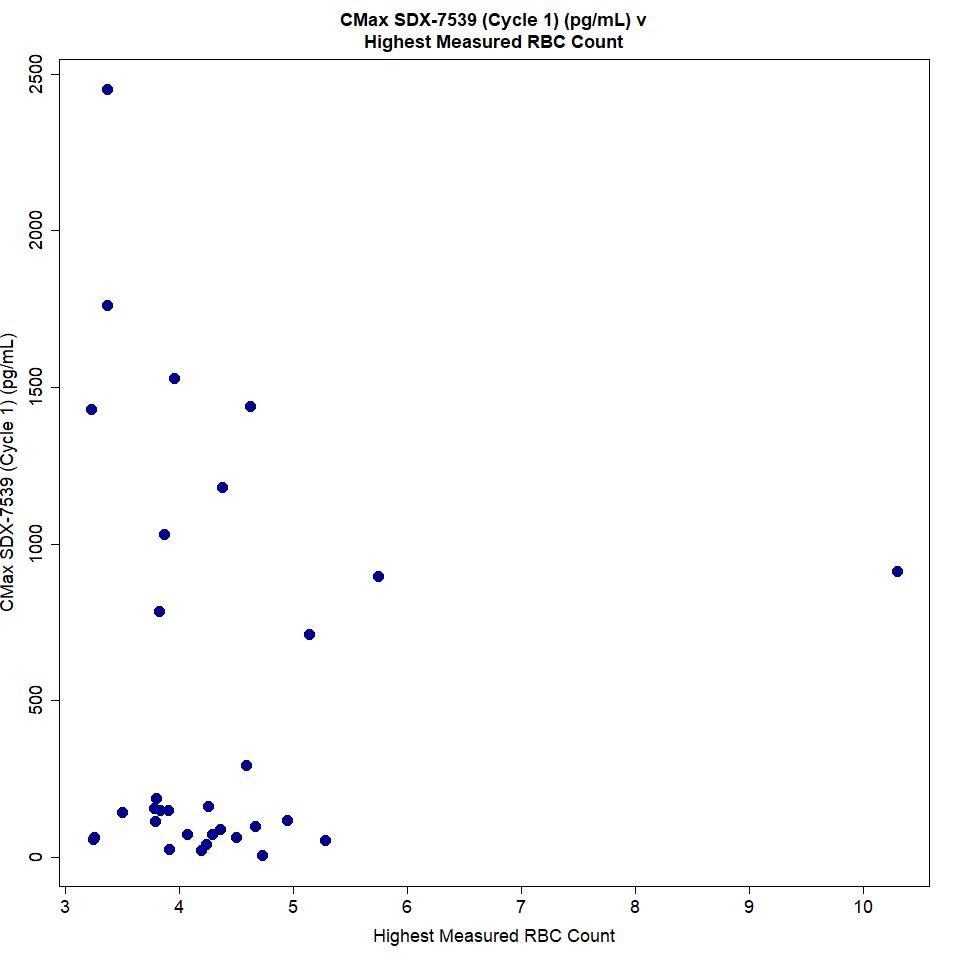 CMax SDX-7539 (Cycle 1) (pg/mL) v
Highest Measured RBC Count
CMax SDX-7539 (Cycle 1) (pg/mL)
2500
2000
1500
1000
500
0
3 4 5 6 7 8 9 10
Highest Measured RBC Count